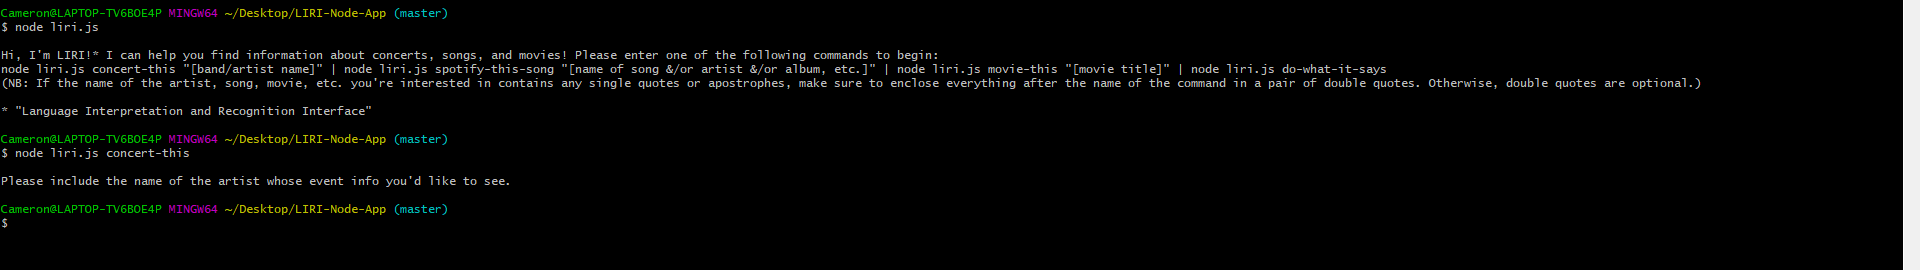 Cameron@LAPTOP-TV6BOE4P MINGW64 ~/Desktop/LIRI-Node-App (master)
$ node liri.js
Hi, I'm LIRI!* I can help you find information about concerts, songs, and movies! Please enter one of the following commands to begin:
node liri.js concert-this "[band/artist name]" | node liri.js spotify-this-song "[name of song &/or artist &/or album, etc.]" | node liri.js movie-this "[movie title]" | node liri.js do-what-it-says
(NB: If the name of the artist, song, movie, etc. you're interested in contains any single quotes or apostrophes, make sure to enclose everything after the name of the command in a pair of double quotes. Otherwise, double quotes are optional.)
* "Language Interpretation and Recognition Interface"
Cameron@LAPTOP-TV6BOE4P MINGW64 ~/Desktop/LIRI-Node-App (master)
$ node liri.js concert-this
Please include the name of the artist whose event info you'd like to see.
Cameron@LAPTOP-TV6BOE4P MINGW64 ~/Desktop/LIRI-Node-App (master)
$